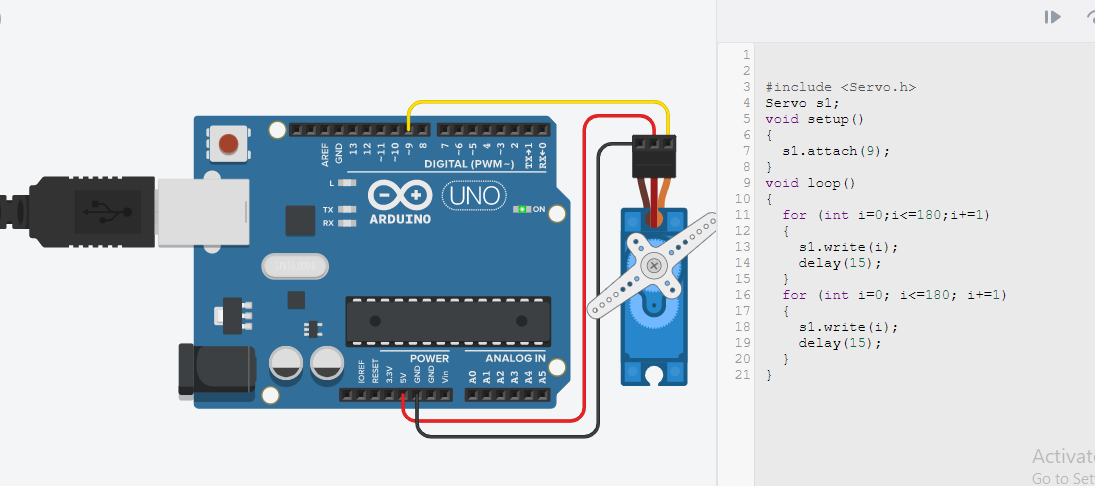 AREF
GND
13
12
~11
~10
~9
8
7
~6
~5
4
~3
2
TX→1
RX←0
DIGITAL (PWM~)
L
TX
RX
ARDUINO
UNO
ON
POWER
ANALOG IN
IOREF
RESET
3.3V
5V
GND
GND
Vin
A0
A1
A2
A3
A4
A5
1
2
3 #include <Servo.h>
4 Servo s1;
5 void setup()
6 {
7 s1.attach(9);
8 }
9 void loop()
10 {
11 for (int i=0;i<=180;i+=1)
12 {
13 s1.write(i);
14 delay(15);
15 }
16 for (int i=0; i<=180; i+=1)
17 {
18 s1.write(i);
19 delay(15);
20 }
21 }
Activat
Go to Set